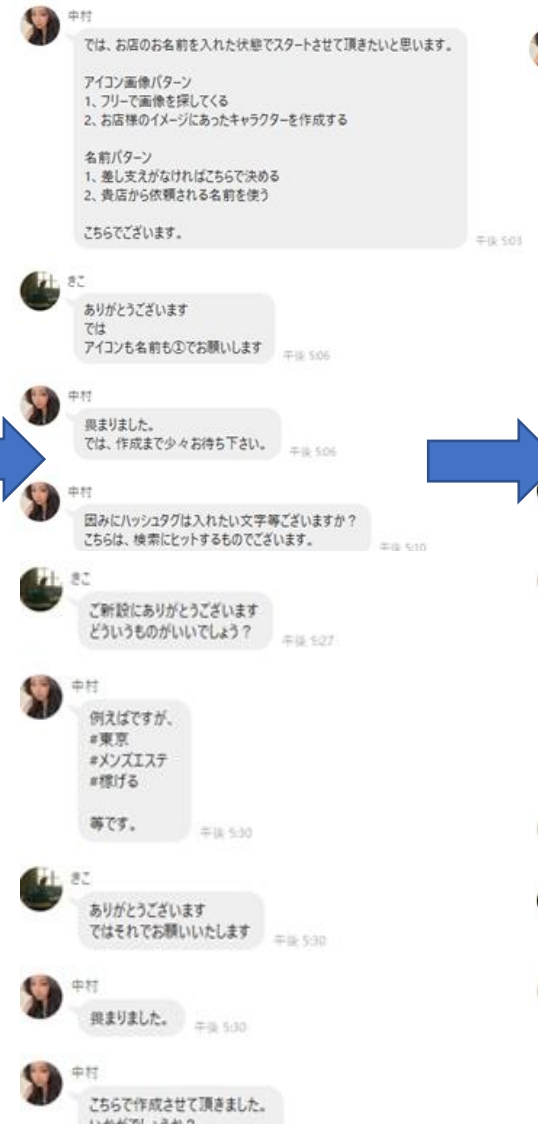 中村
では、お店のお名前を入れた状態でスタートさせて頂きたいと思います。
アイコン画像パターン
1、フリーで画像を探してくる
2、お店様のイメージにあったキャラクターを作成する
名前パターン
1、差し支えがなければこちらで決める
2、貴店から依頼される名前を使う
こちらでございます。
午後 5:03
きこ
ありがとうございます
では
アイコンも名前も①でお願いします
午後 5:06
中村
畏まりました。
では、作成まで少々お待ち下さい。
午後 5:06
中村
因みにハッシュタグは入れたい文字等ございますか？
こちらは、検索にヒットするものでございます。
午後 5:10
きこ
ご新設にありがとうございます
どういうものがいいでしょう？
午後 5:27
中村
例えばですが、
#東京
#メンズエステ
#稼げる
等です。
午後 5:30
きこ
ありがとうございます
ではそれでお願いいたします
午後 5:30
中村
畏まりました。
午後 5:30
中村
こちらで作成させて頂きました。
いかがでしょうか？